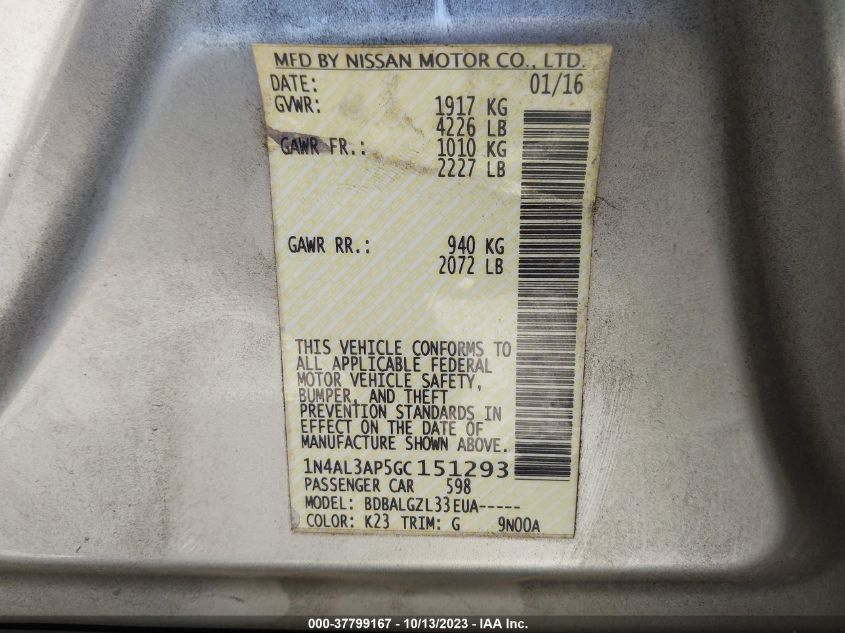 MFD BY NISSAN MOTOR CO., LTD.
DATE: 01/16
GVWR: 1917 KG
4226 LB
GAWR FR.: 1010 KG
2227 LB
GAWR RR.: 940 KG
2072 LB
THIS VEHICLE CONFORMS TO
ALL APPLICABLE FEDERAL
MOTOR VEHICLE SAFETY,
BUMPER, AND THEFT
PREVENTION STANDARDS IN
EFFECT ON THE DATE OF
MANUFACTURE SHOWN ABOVE.
1N4AL3AP5GC151293
PASSENGER CAR 598
MODEL: BDBALGZL33EUA-----
COLOR: K23 TRIM: G 9N00A
000-37799167 - 10/13/2023 - IAA Inc.